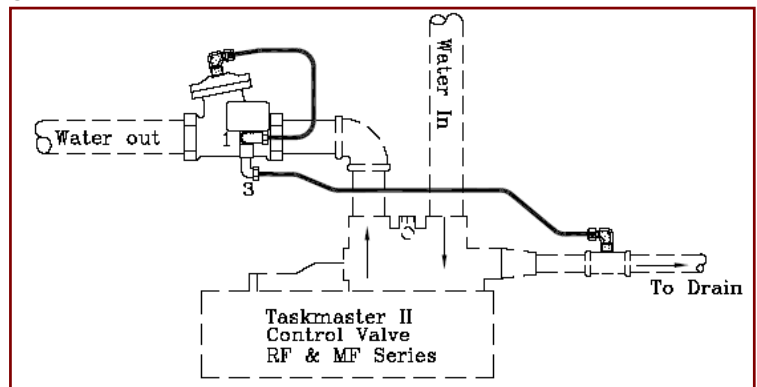 Water In
Water out
1
3
To Drain
Taskmaster II
Control Valve
RF & MF Series